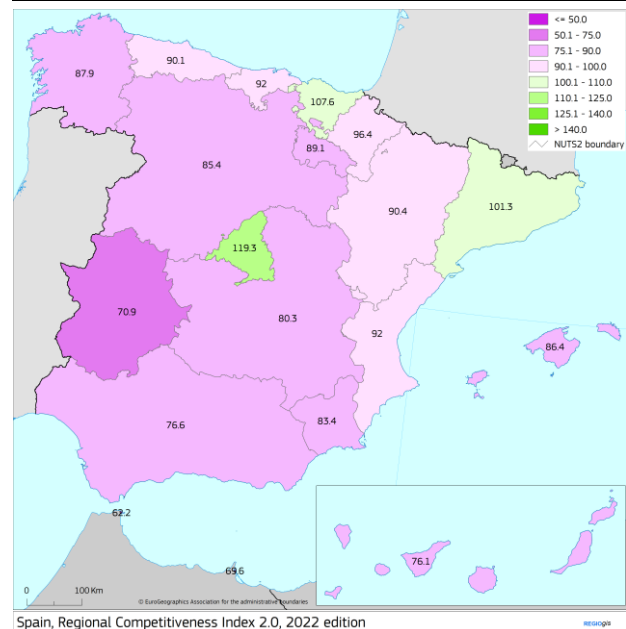 <= 50.0
50.1 - 75.0
75.1 - 90.0
90.1 - 100.0
100.1 - 110.0
110.1 - 125.0
125.1 - 140.0
> 140.0
NUTS2 boundary
87.9
90.1
92
107.6
96.4
89.1
85.4
90.4
101.3
119.3
70.9
80.3
92
86.4
76.6
83.4
62.2
69.6
76.1
0 100 Km
© EuroGeographics Association for the administrative boundaries
Spain, Regional Competitiveness Index 2.0, 2022 edition
REGIOgis